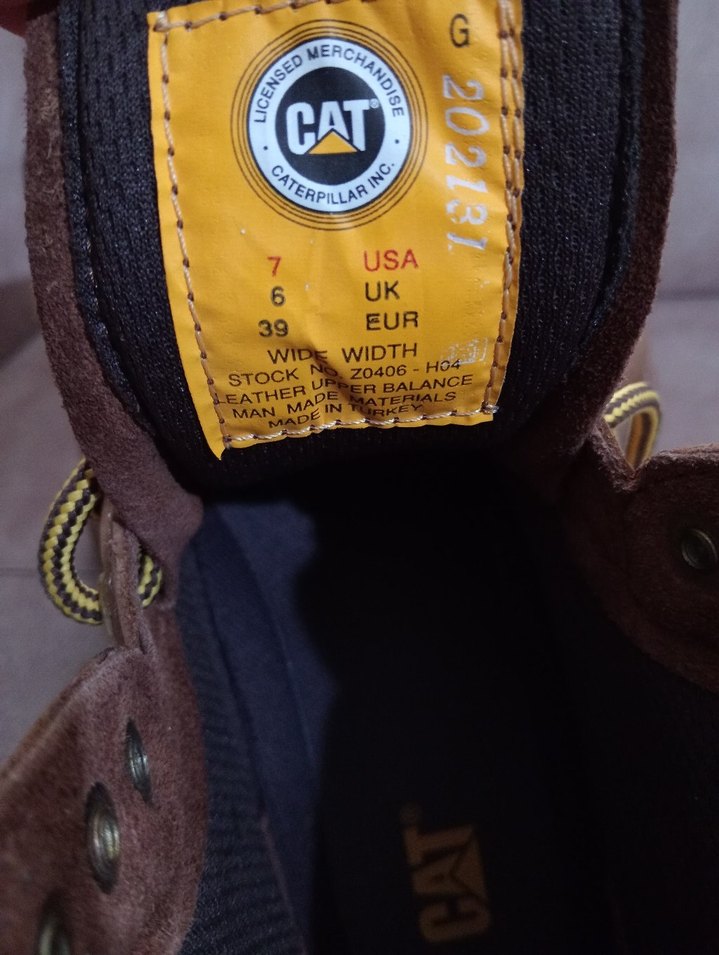 G
202131
LICENSED MERCHANDISE
CAT®
CATERPILLAR INC.
7 USA
6 UK
39 EUR
WIDE WIDTH
STOCK NO. Z0406 - H04
LEATHER UPPER BALANCE
MAN MADE MATERIALS
MADE IN TURKEY
CAT®